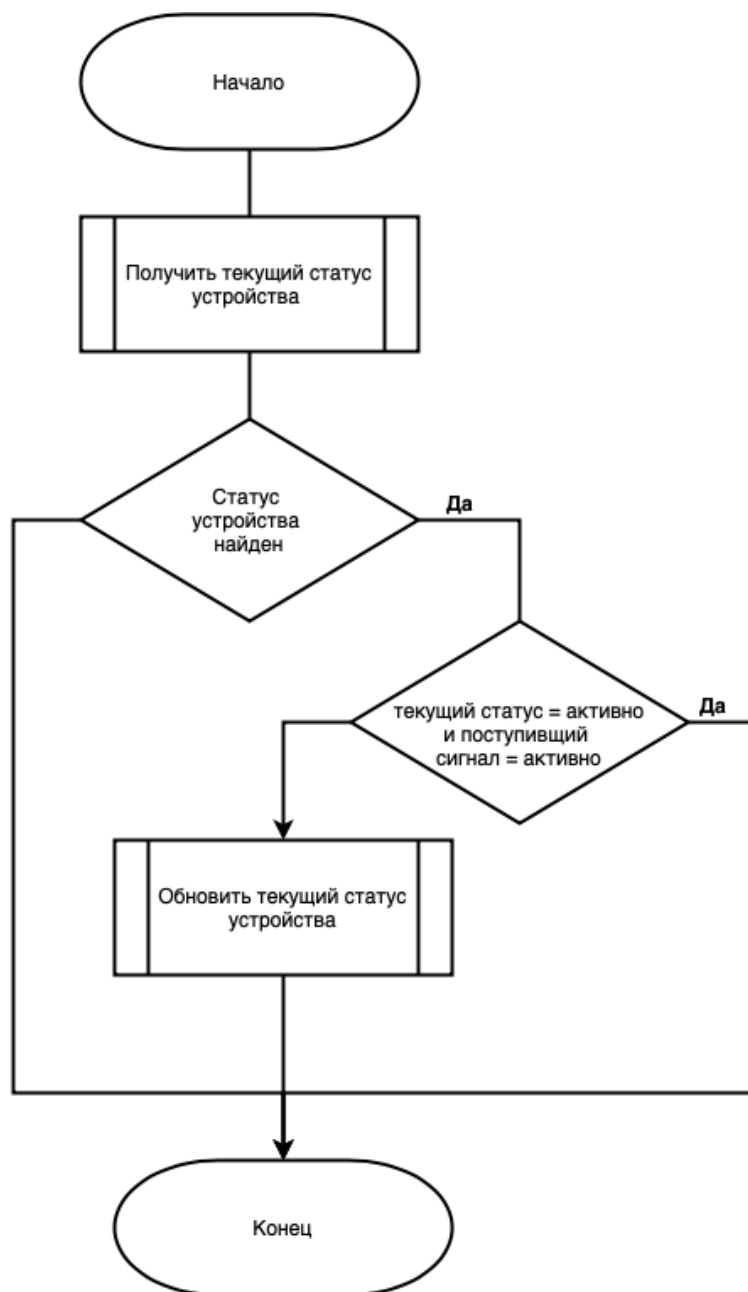 Начало
Получить текущий статус
устройства
Статус
устройства
найден
Да
текущий статус = активно
и поступивщий
сигнал = активно
Да
Обновить текущий статус
устройства
Конец